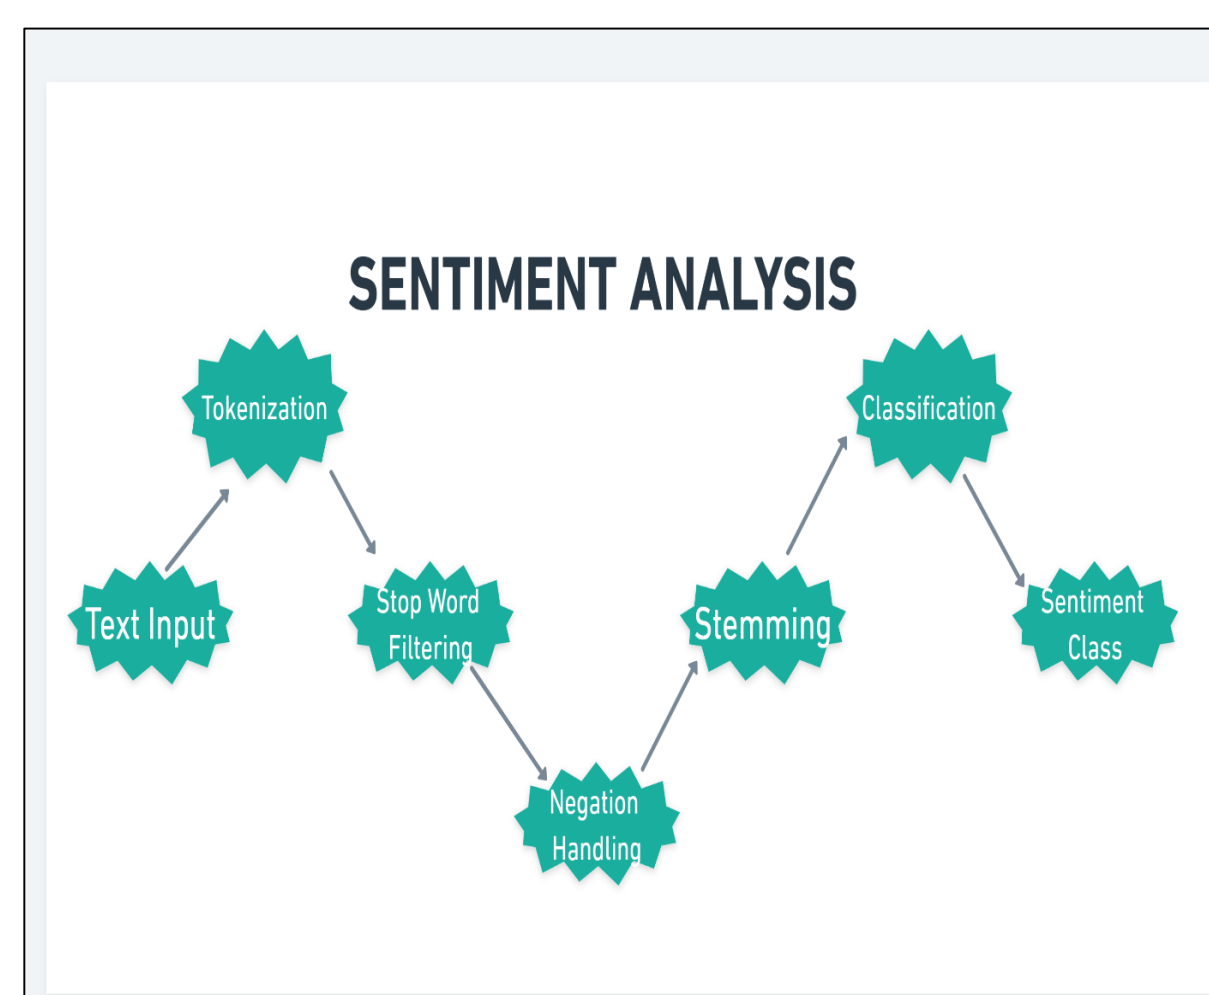 SENTIMENT ANALYSIS
Tokenization
Classification
Text Input
Stop Word
Filtering
Stemming
Sentiment
Class
Negation
Handling